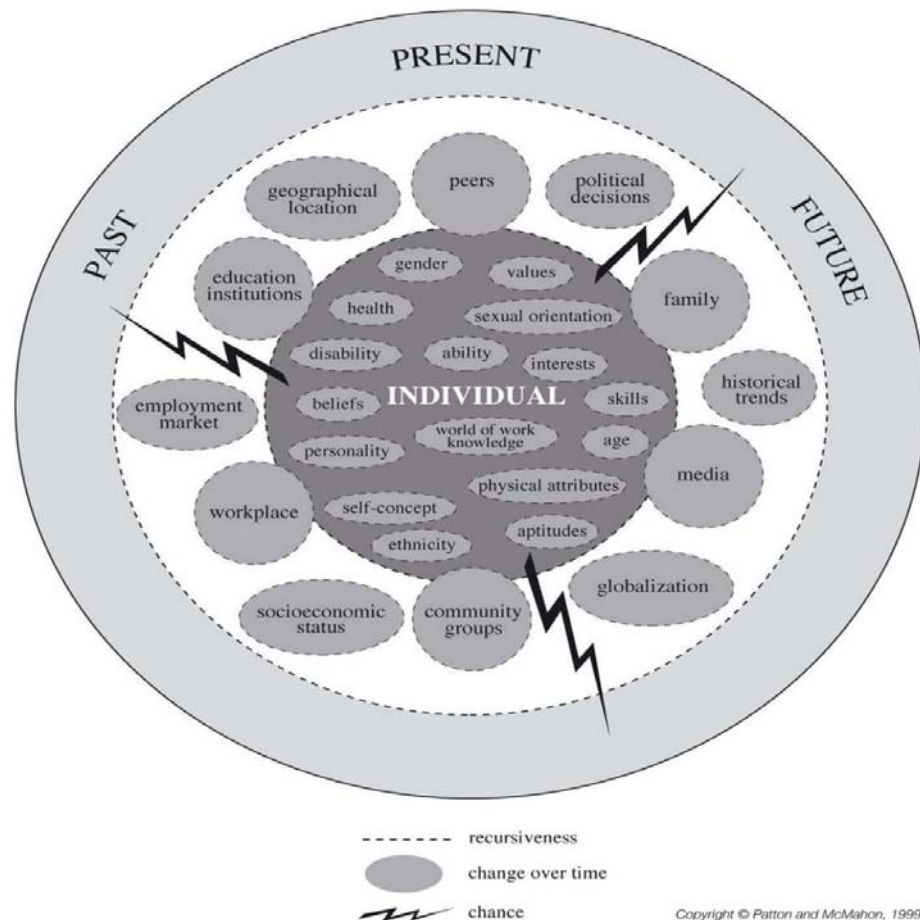 PRESENT
PAST
FUTURE
geographical
location
peers
political
decisions
education
institutions
family
employment
market
historical
trends
workplace
media
socioeconomic
status
community
groups
globalization
gender
values
health
sexual orientation
disability
ability
interests
beliefs
INDIVIDUAL
skills
world of work
knowledge
age
personality
physical attributes
self-concept
aptitudes
ethnicity
recursiveness
change over time
chance
Copyright © Patton and McMahon, 1999